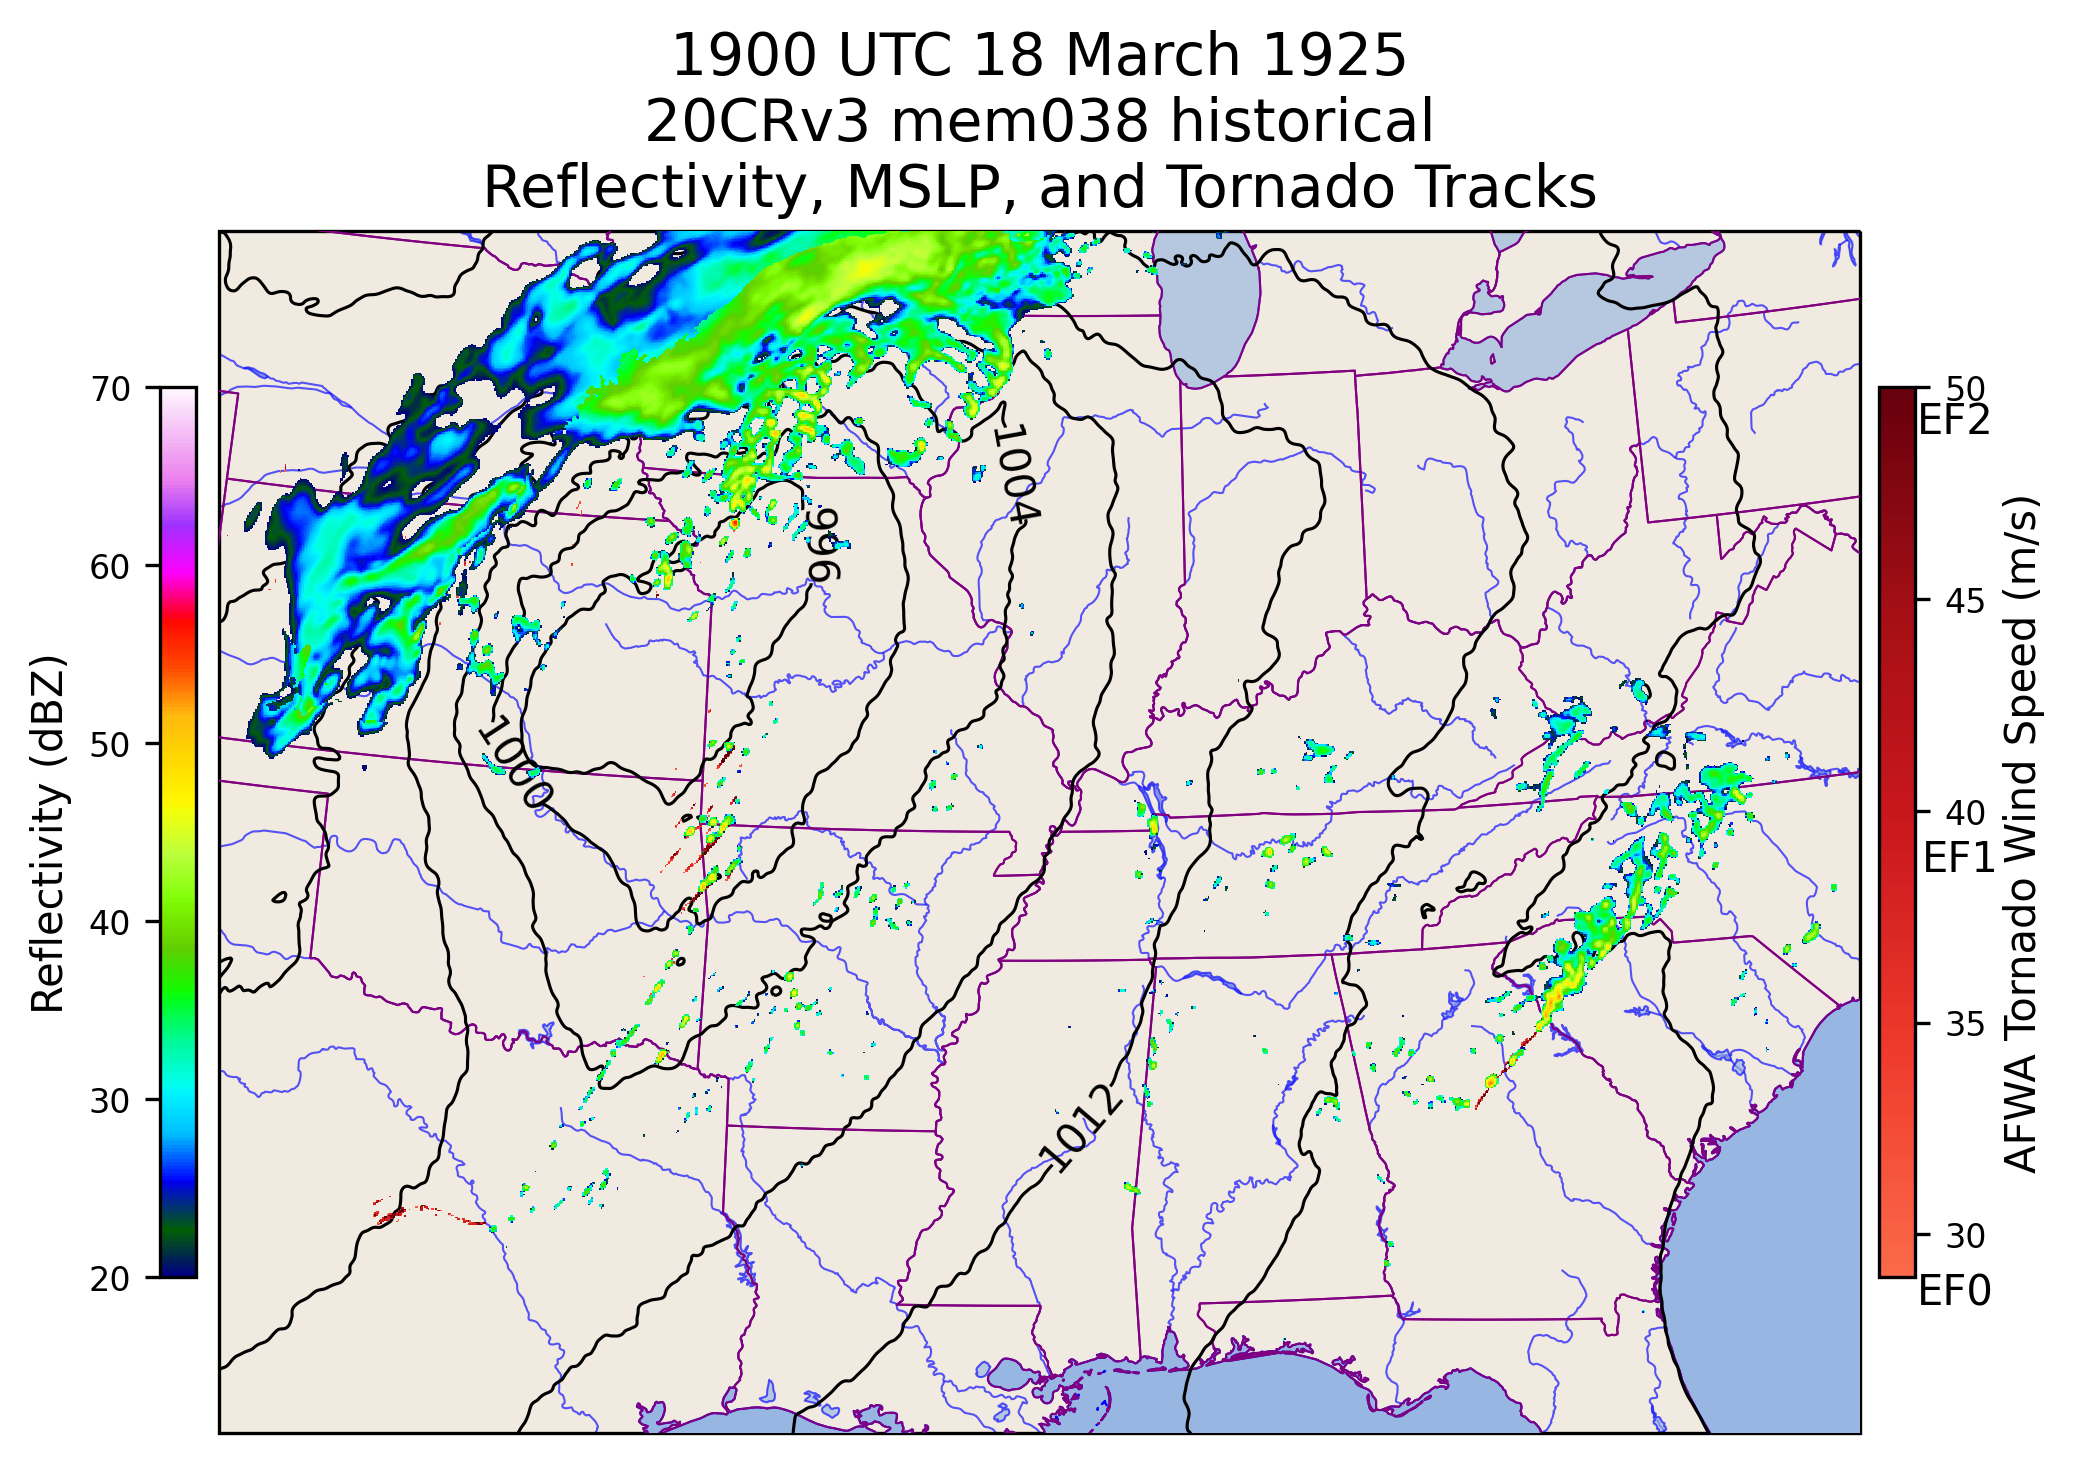 1900 UTC 18 March 1925
20CRv3 mem038 historical
Reflectivity, MSLP, and Tornado Tracks
70
60
50
40
30
20
Reflectivity (dBZ)
1004
996
1000
1012
50
EF2
45
40
EF1
35
30
EF0
AFWA Tornado Wind Speed (m/s)